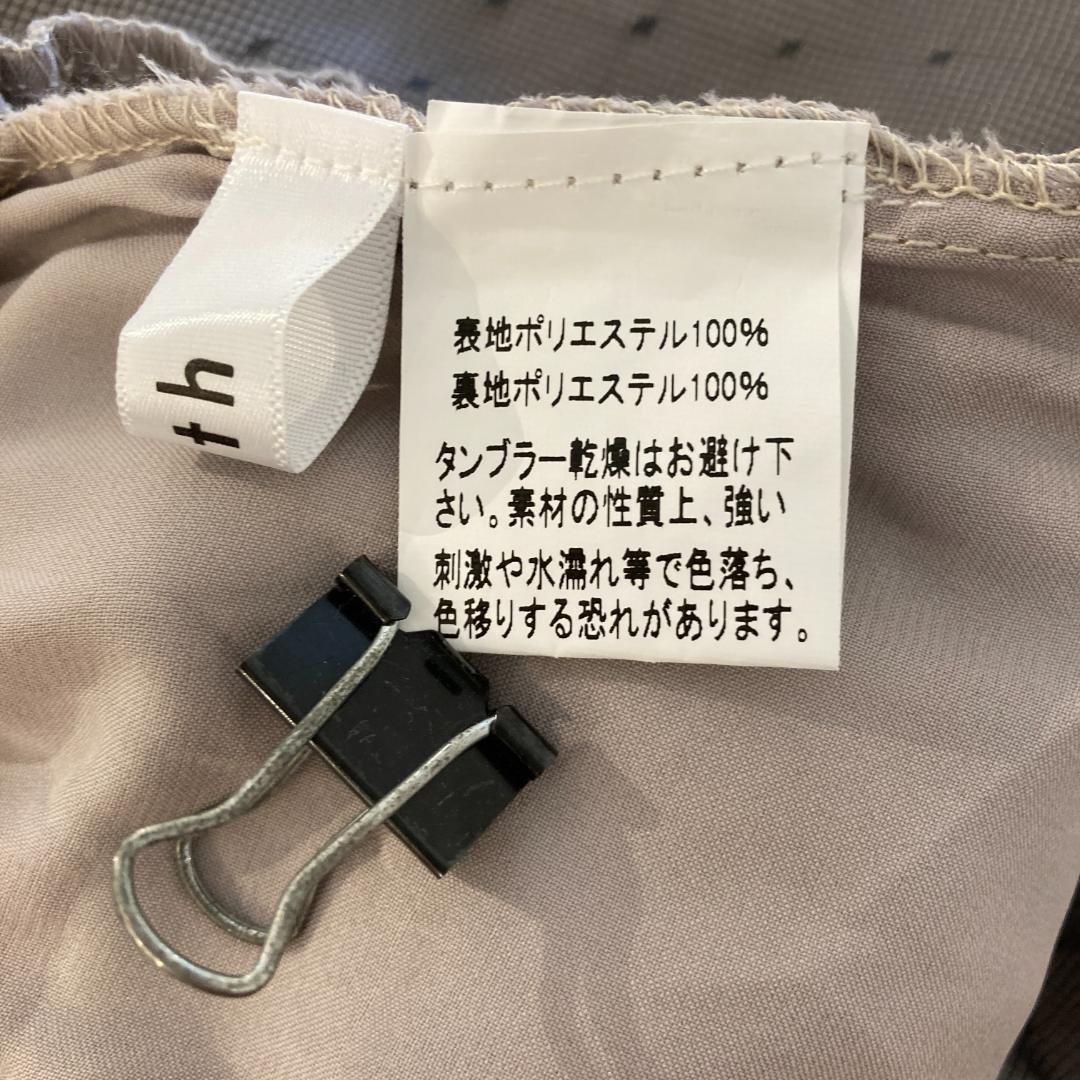 th
表地ポリエステル100%
裏地ポリエステル100%
タンブラー乾燥はお避け下
さい。素材の性質上、強い
刺激や水濡れ等で色落ち、
色移りする恐れがあります。